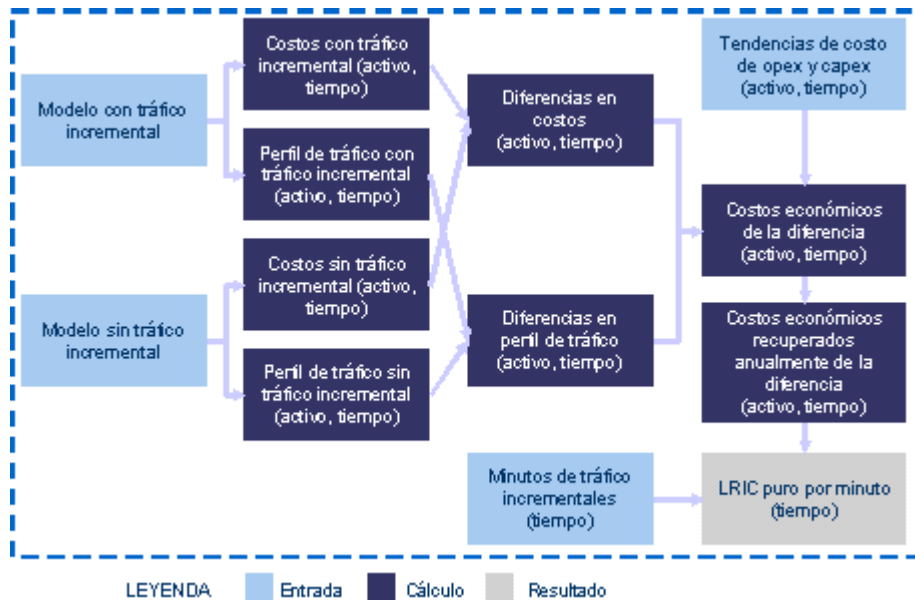 Modelo con tráfico
incremental
Modelo sin tráfico
incremental
Costos con tráfico
incremental (activo,
tiempo)
Perfil de tráfico con
tráfico incremental
(activo, tiempo)
Costos sin tráfico
incremental (activo,
tiempo)
Perfil de tráfico sin
tráfico incremental
(activo, tiempo)
Diferencias en
costos
(activo, tiempo)
Diferencias en
perfil de tráfico
(activo, tiempo)
Minutos de tráfico
incrementales
(tiempo)
Tendencias de costo
de opex y capex
(activo, tiempo)
Costos económicos
de la diferencia
(activo, tiempo)
Costos económicos
recuperados
anualmente de la
diferencia
(activo, tiempo)
LRIC puro por minuto
(tiempo)
LEYENDA
Entrada
Cálculo
Resultado